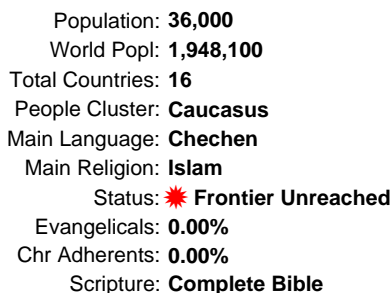 Population: 36,000
World Popl: 1,948,100
Total Countries: 16
People Cluster: Caucasus
Main Language: Chechen
Main Religion: Islam
Status: Frontier Unreached
Evangelicals: 0.00%
Chr Adherents: 0.00%
Scripture: Complete Bible